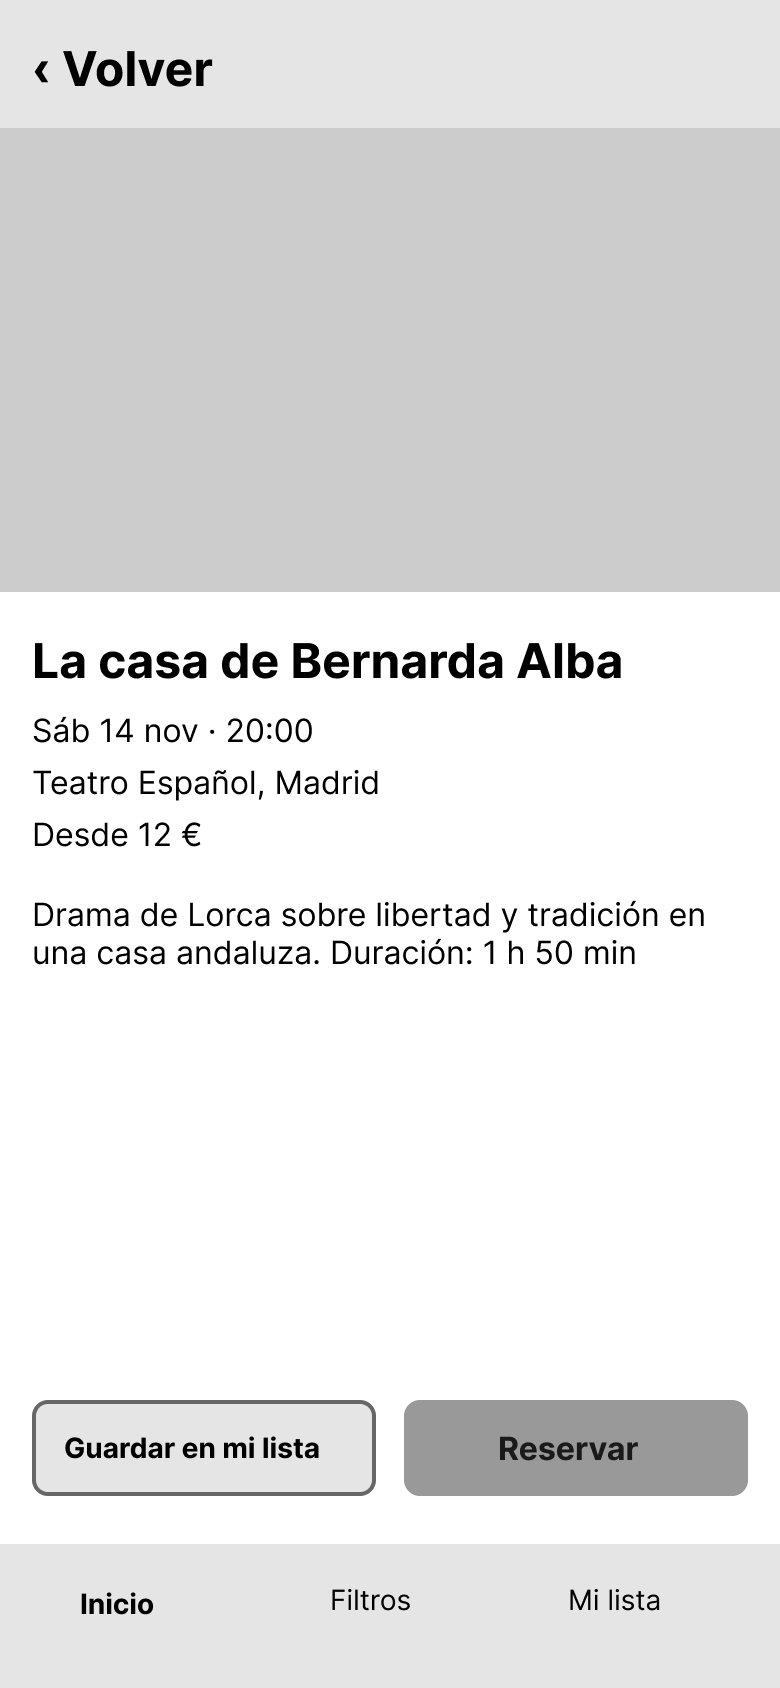 ‹ Volver
La casa de Bernarda Alba
Sáb 14 nov · 20:00
Teatro Español, Madrid
Desde 12 €
Drama de Lorca sobre libertad y tradición en
una casa andaluza. Duración: 1 h 50 min
Guardar en mi lista
Reservar
Inicio
Filtros
Mi lista